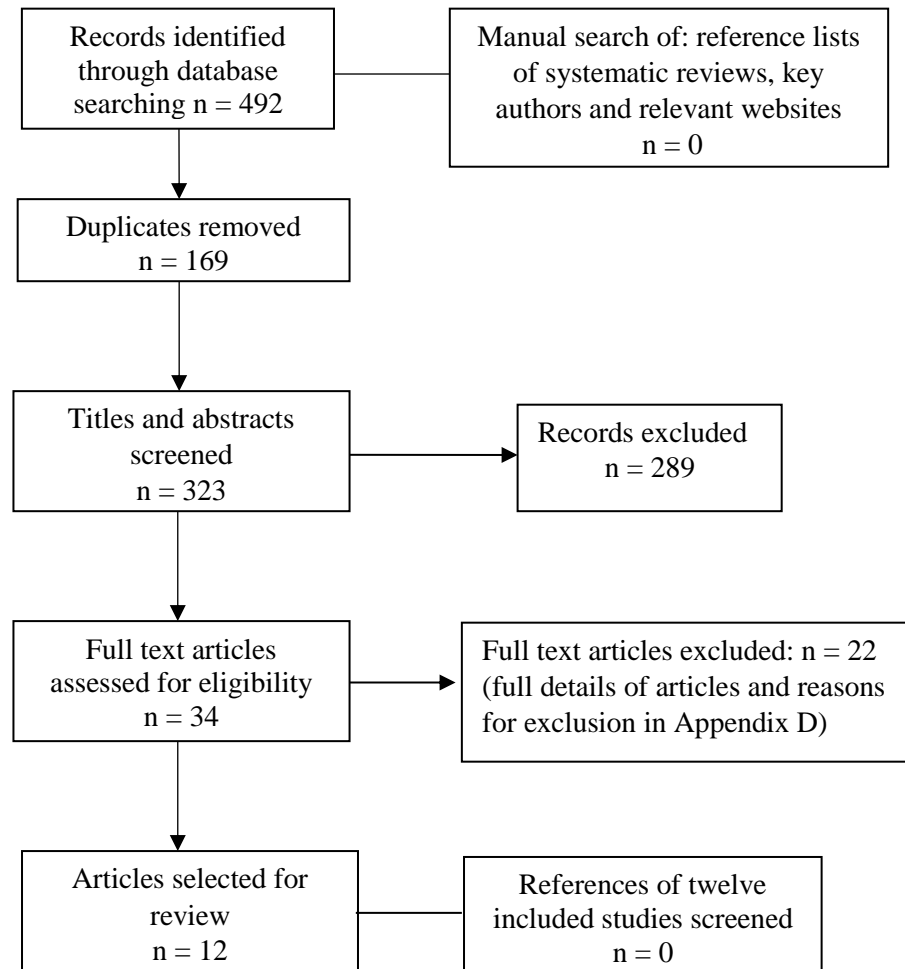 Records identified
through database
searching n = 492
Manual search of: reference lists
of systematic reviews, key
authors and relevant websites
n = 0
Duplicates removed
n = 169
Titles and abstracts
screened
n = 323
Records excluded
n = 289
Full text articles
assessed for eligibility
n = 34
Full text articles excluded: n = 22
(full details of articles and reasons
for exclusion in Appendix D)
Articles selected for
review
n = 12
References of twelve
included studies screened
n = 0